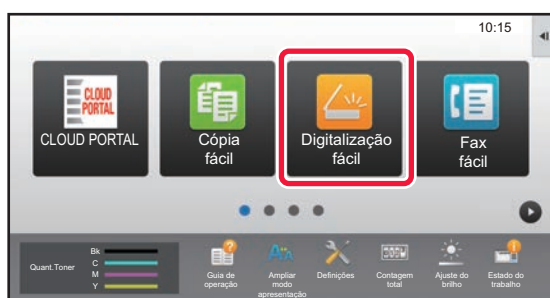 10:15
CLOUD
PORTAL
CLOUD PORTAL
Cópia
fácil
Digitalização
fácil
Fax
fácil
Quant.Toner
Bk
C
M
Y
Guia de
operação
Ampliar
modo
apresentação
Definições
Contagem
total
Ajuste do
brilho
Estado do
trabalho